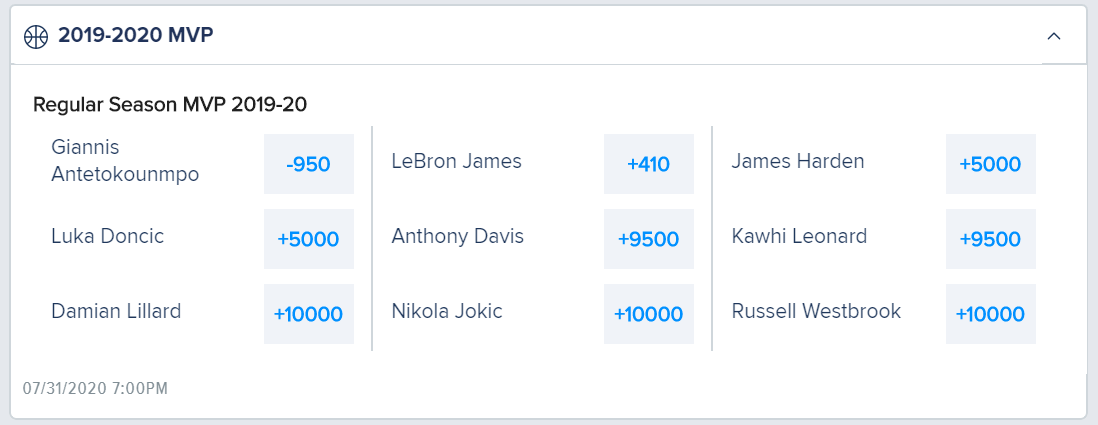 2019-2020 MVP
Regular Season MVP 2019-20
Giannis
Antetokounmpo
-950
LeBron James
+410
James Harden
+5000
Luka Doncic
+5000
Anthony Davis
+9500
Kawhi Leonard
+9500
Damian Lillard
+10000
Nikola Jokic
+10000
Russell Westbrook
+10000
07/31/2020 7:00PM